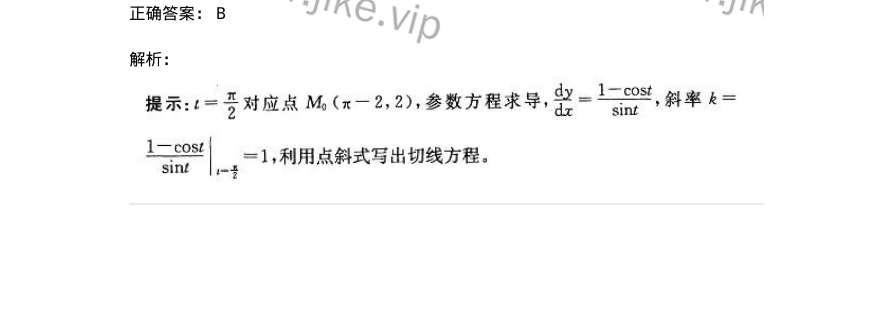 正确答案： B
解析：
提示：t=π/2对应点 M₀(π−2,2)，参数方程求导，dy/dx=(1−cost)/sint，斜率 k=
(1−cost)/sint|t=π/2=1，利用点斜式写出切线方程。
jike.vip